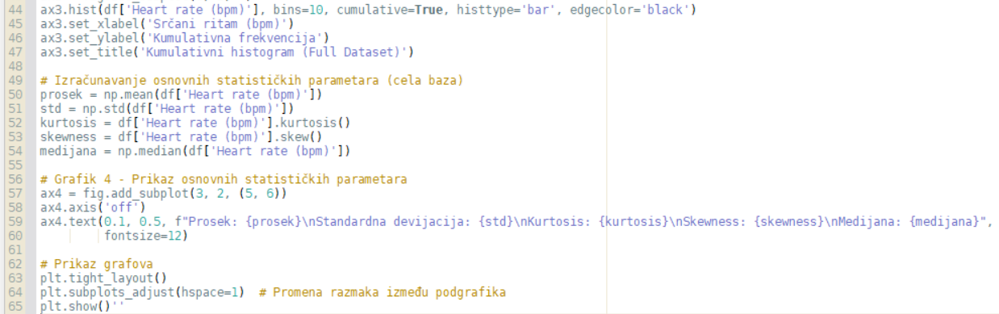 44 ax3.hist(df['Heart rate (bpm)'], bins=10, cumulative=True, histtype='bar', edgecolor='black')
45 ax3.set_xlabel('Srčani ritam (bpm)')
46 ax3.set_ylabel('Kumulativna frekvencija')
47 ax3.set_title('Kumulativni histogram (Full Dataset)')
48
49 # Izračunavanje osnovnih statističkih parametara (cela baza)
50 prosek = np.mean(df['Heart rate (bpm)'])
51 std = np.std(df['Heart rate (bpm)'])
52 kurtosis = df['Heart rate (bpm)'].kurtosis()
53 skewness = df['Heart rate (bpm)'].skew()
54 medijana = np.median(df['Heart rate (bpm)'])
55
56 # Grafik 4 - Prikaz osnovnih statističkih parametara
57 ax4 = fig.add_subplot(3, 2, (5, 6))
58 ax4.axis('off')
59 ax4.text(0.1, 0.5, f"Prosek: {prosek}\nStandardna devijacija: {std}\nKurtosis: {kurtosis}\nSkewness: {skewness}\nMedijana: {medijana}",
60 fontsize=12)
61
62 # Prikaz grafova
63 plt.tight_layout()
64 plt.subplots_adjust(hspace=1)  # Promena razmaka između podgrafika
65 plt.show()''